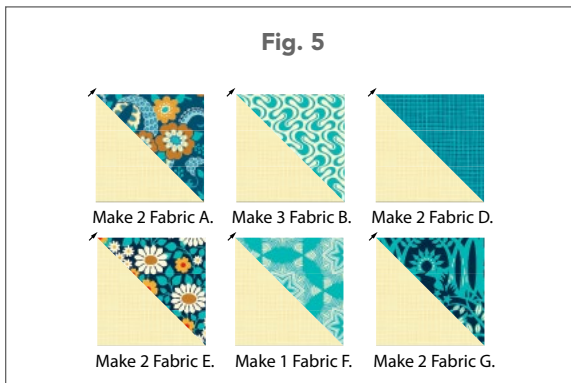 Fig. 5
Make 2 Fabric A. Make 3 Fabric B. Make 2 Fabric D.
Make 2 Fabric E. Make 1 Fabric F. Make 2 Fabric G.